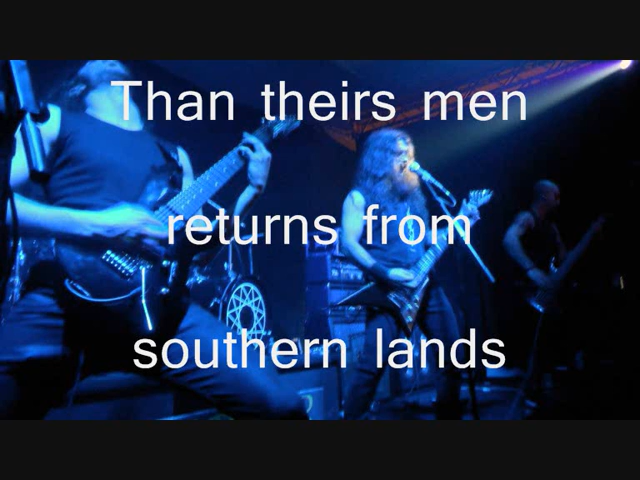 Than theirs men
returns from
southern lands